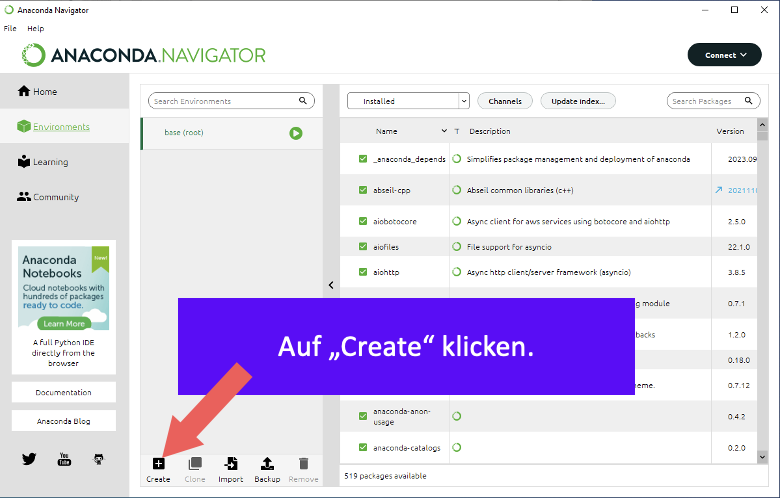 Anaconda Navigator
File Help
ANACONDA.NAVIGATOR
Connect
Home
Environments
Learning
Community
New!
Anaconda
Notebooks
Cloud notebooks with
hundreds of packages
ready to code.
Learn More
A full Python IDE
directly from the
browser
Documentation
Anaconda Blog
You
Tube
Search Environments
base (root)
Create Clone Import Backup Remove
Installed Channels Update index... Search Packages
Name T Description Version
_anaconda_depends Simplifies package management and deployment of anaconda 2023.09
abseil-cpp Abseil common libraries (c++) 2021110
aiobotocore Async client for aws services using botocore and aiohttp 2.5.0
aiofiles File support for asyncio 22.1.0
aiohttp Async http client/server framework (asyncio) 3.8.5
module 0.7.1
1.2.0
0.18.0
0.7.12
anaconda-anon-
usage 0.4.2
anaconda-catalogs 0.2.0
519 packages available
Auf „Create“ klicken.